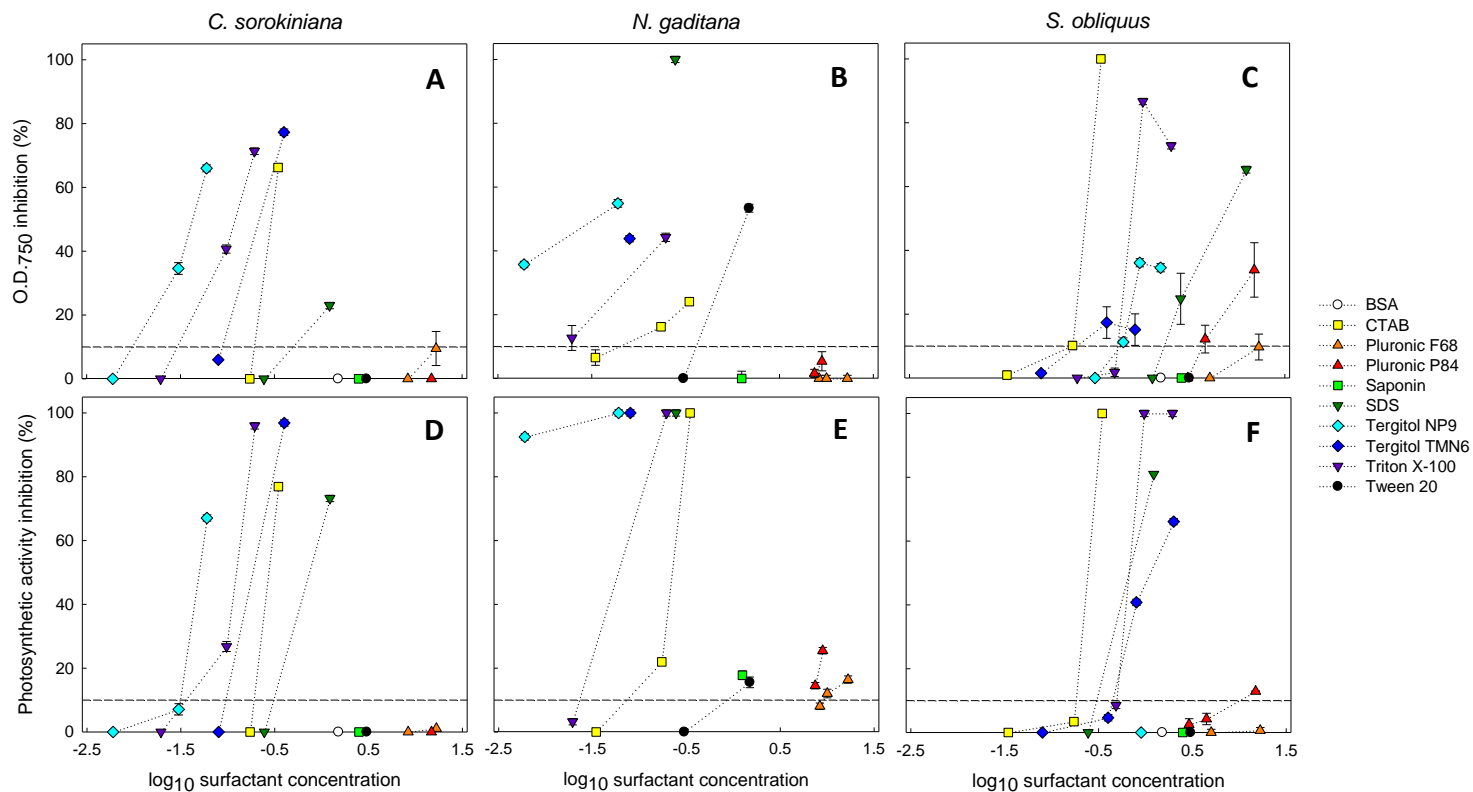 C. sorokiniana
N. gaditana
S. obliquus
O.D.750 inhibition (%)
100
80
60
40
20
0
A
B
C
Photosynthetic activity inhibition (%)
100
80
60
40
20
0
D
E
F
-2.5 -1.5 -0.5 0.5 1.5
-2.5 -1.5 -0.5 0.5 1.5
-2.5 -1.5 -0.5 0.5 1.5
log10 surfactant concentration
log10 surfactant concentration
log10 surfactant concentration
BSA
CTAB
Pluronic F68
Pluronic P84
Saponin
SDS
Tergitol NP9
Tergitol TMN6
Triton X-100
Tween 20